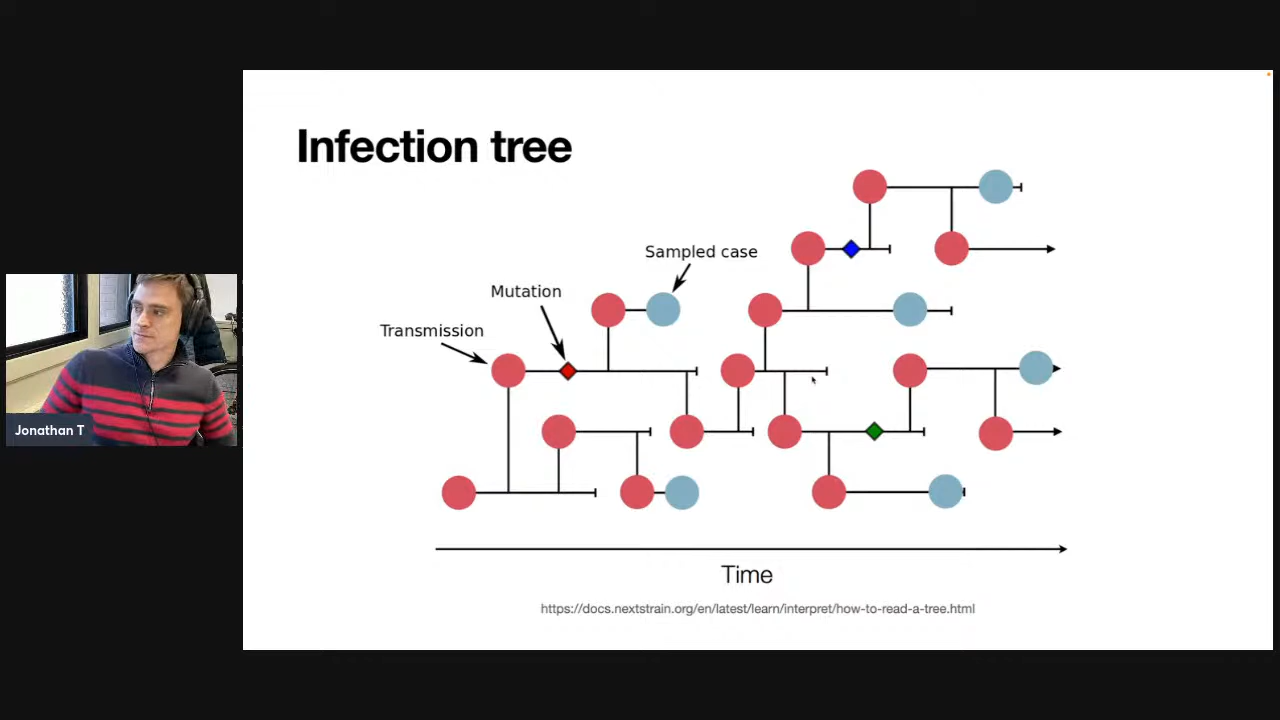 Infection tree
Sampled case
Mutation
Transmission
Jonathan T
Time
https://docs.nextstrain.org/en/latest/learn/interpret/how-to-read-a-tree.html